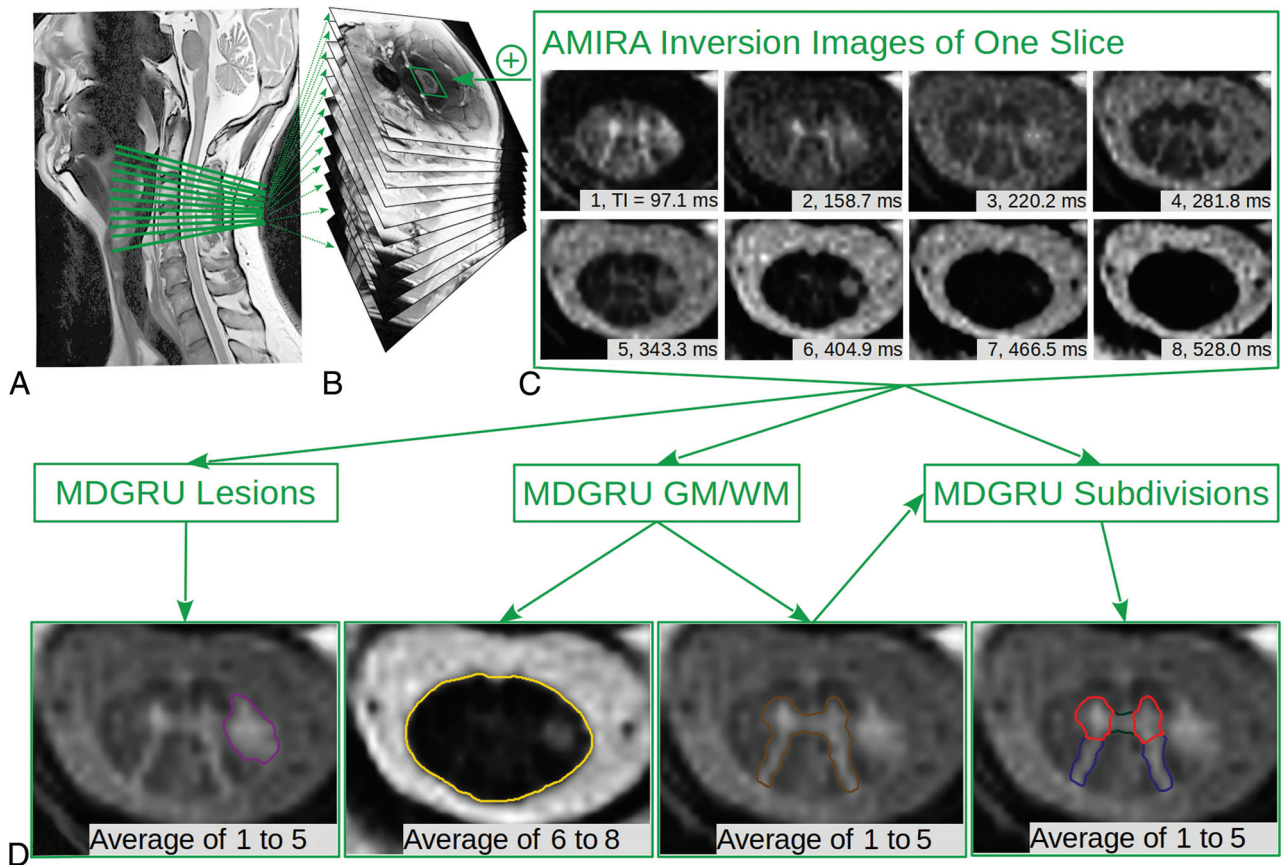 AMIRA Inversion Images of One Slice
1, TI = 97.1 ms
2, 158.7 ms
3, 220.2 ms
4, 281.8 ms
5, 343.3 ms
6, 404.9 ms
7, 466.5 ms
8, 528.0 ms
A
B
C
MDGRU Lesions
MDGRU GM/WM
MDGRU Subdivisions
Average of 1 to 5
Average of 6 to 8
Average of 1 to 5
Average of 1 to 5
D